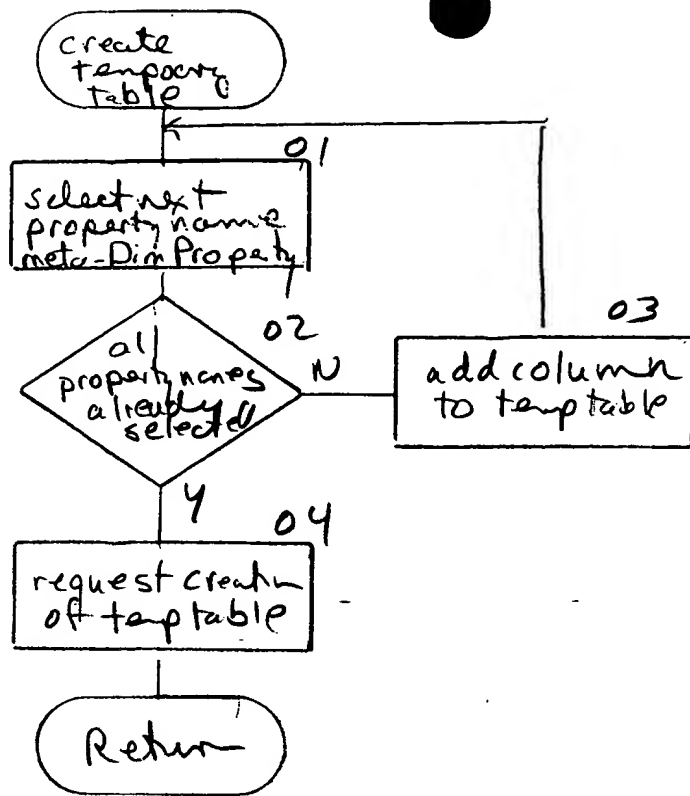 create
tempoary
table
01
select next
property name
meta-Dim Property
02
all
property names
already
selected
N
03
add column
to temp table
Y
04
request creation
of temp table
Return